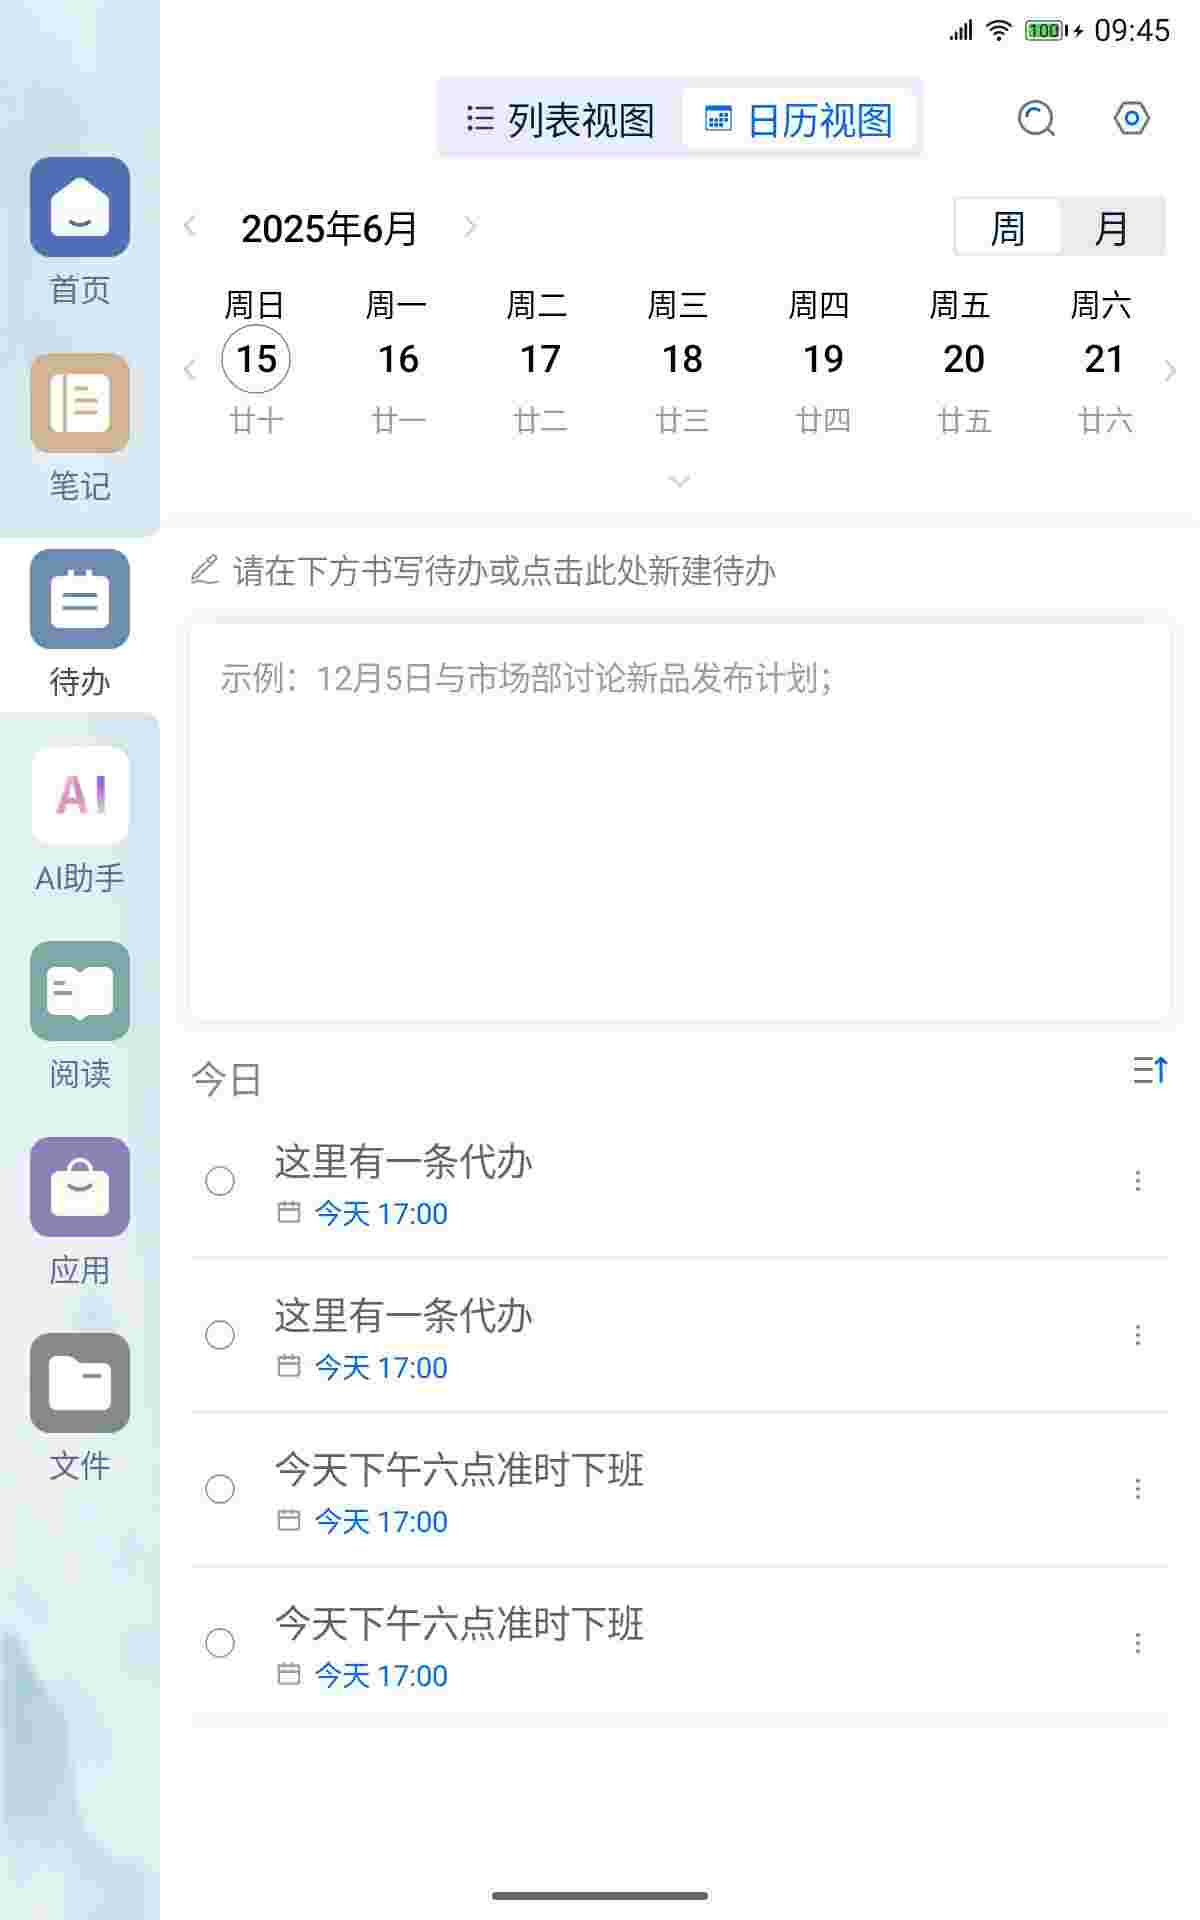 100 09:45
列表视图 日历视图
2025年6月 周 月
周日 周一 周二 周三 周四 周五 周六
15 16 17 18 19 20 21
廿十 廿一 廿二 廿三 廿四 廿五 廿六
请在下方书写待办或点击此处新建待办
示例：12月5日与市场部讨论新品发布计划；
今日
这里有一条代办
今天 17:00
这里有一条代办
今天 17:00
今天下午六点准时下班
今天 17:00
今天下午六点准时下班
今天 17:00
首页
笔记
待办
AI
AI助手
阅读
应用
文件